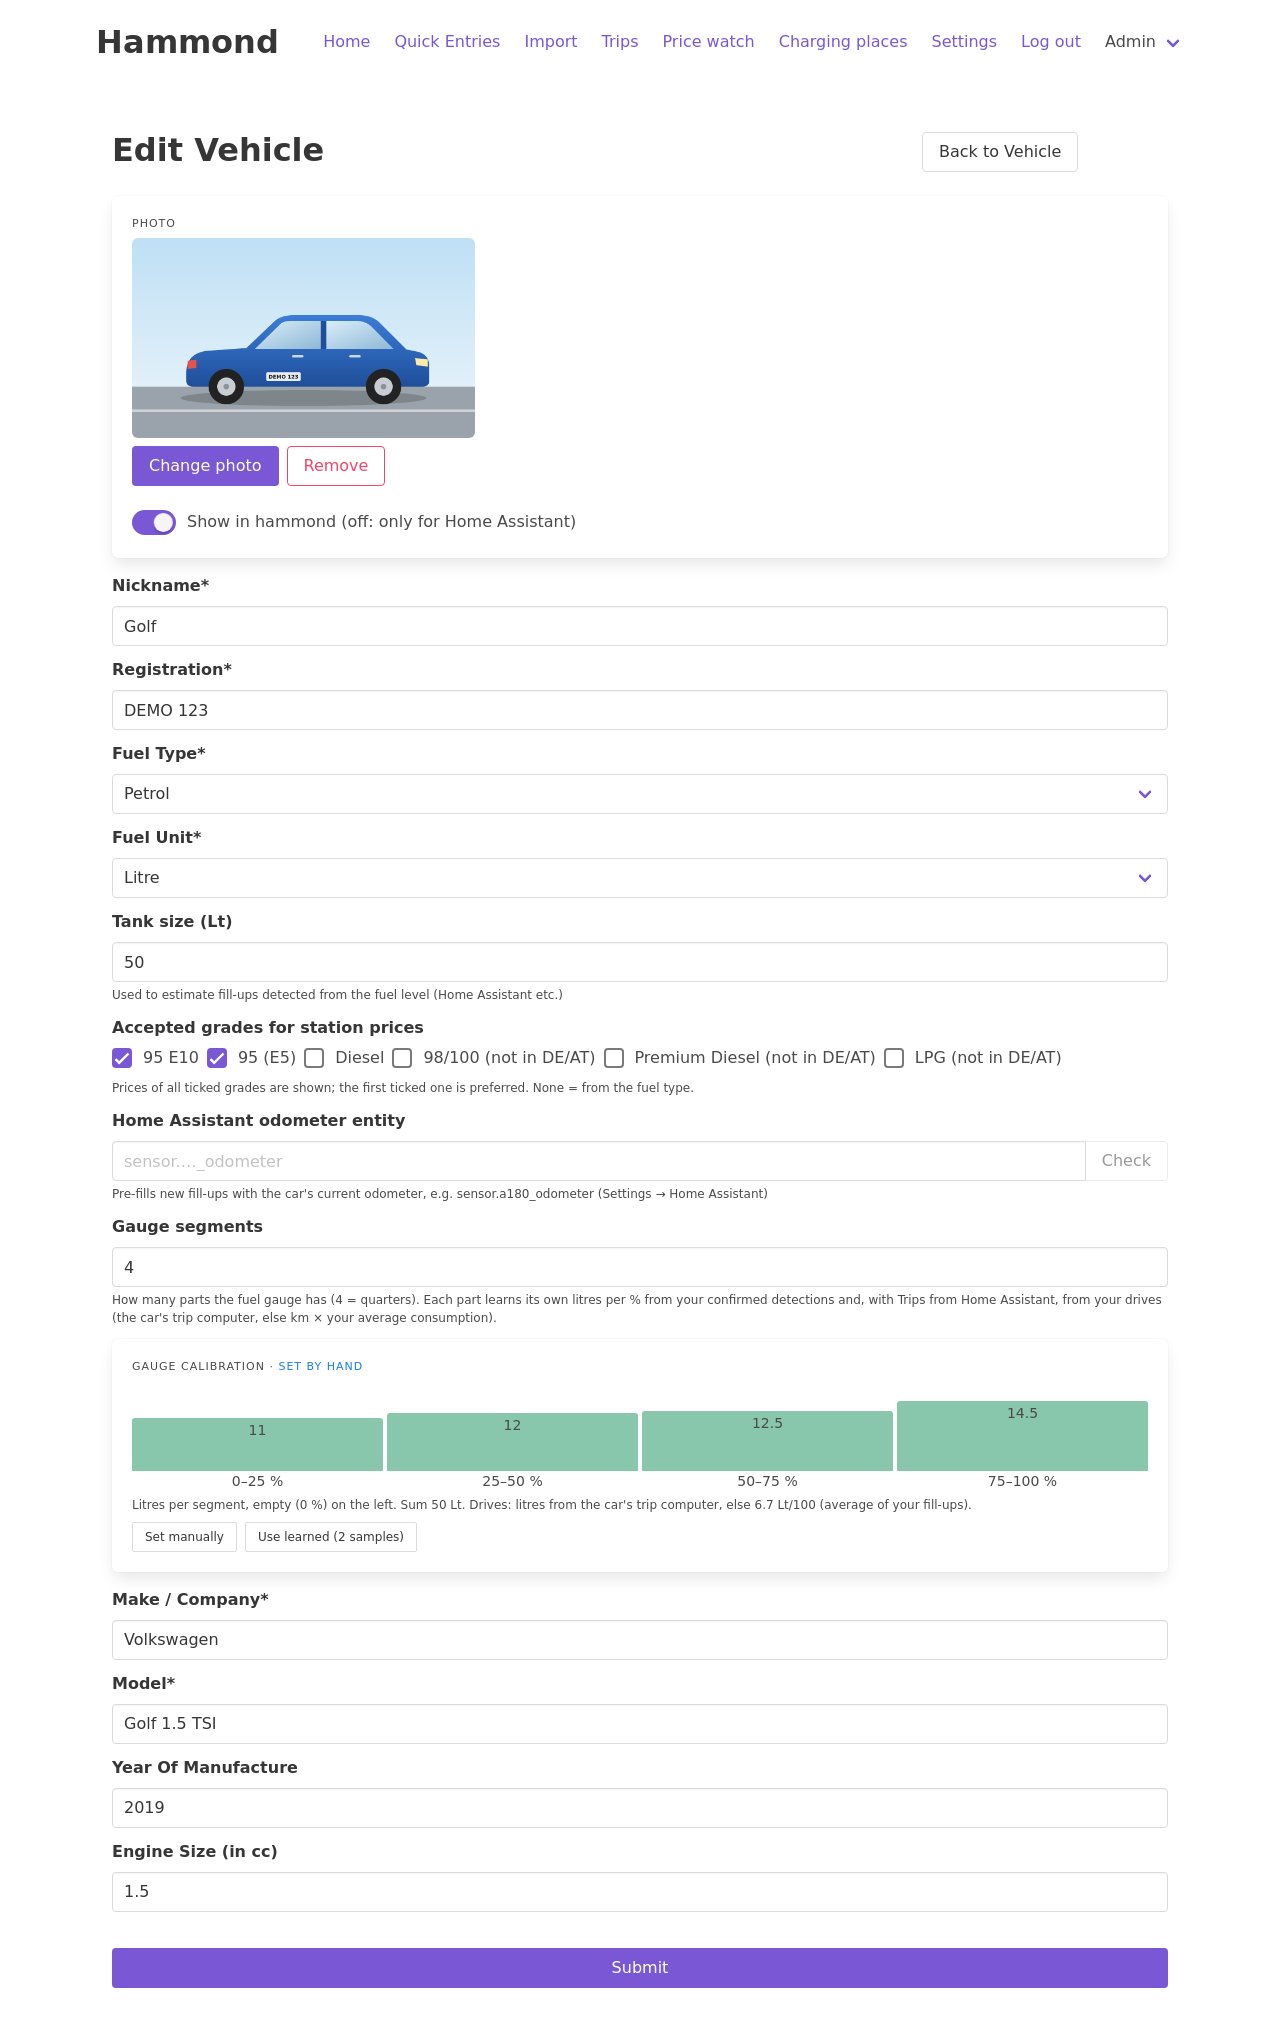 Hammond
Home Quick Entries Import Trips Price watch Charging places Settings Log out Admin
Edit Vehicle
Back to Vehicle
PHOTO
DEMO 123
Change photo Remove
Show in hammond (off: only for Home Assistant)
Nickname*
Golf
Registration*
DEMO 123
Fuel Type*
Petrol
Fuel Unit*
Litre
Tank size (Lt)
50
Used to estimate fill-ups detected from the fuel level (Home Assistant etc.)
Accepted grades for station prices
95 E10 95 (E5) Diesel 98/100 (not in DE/AT) Premium Diesel (not in DE/AT) LPG (not in DE/AT)
Prices of all ticked grades are shown; the first ticked one is preferred. None = from the fuel type.
Home Assistant odometer entity
sensor.…_odometer Check
Pre-fills new fill-ups with the car's current odometer, e.g. sensor.a180_odometer (Settings → Home Assistant)
Gauge segments
4
How many parts the fuel gauge has (4 = quarters). Each part learns its own litres per % from your confirmed detections and, with Trips from Home Assistant, from your drives
(the car's trip computer, else km × your average consumption).
GAUGE CALIBRATION · SET BY HAND
11 12 12.5 14.5
0–25 % 25–50 % 50–75 % 75–100 %
Litres per segment, empty (0 %) on the left. Sum 50 Lt. Drives: litres from the car's trip computer, else 6.7 Lt/100 (average of your fill-ups).
Set manually Use learned (2 samples)
Make / Company*
Volkswagen
Model*
Golf 1.5 TSI
Year Of Manufacture
2019
Engine Size (in cc)
1.5
Submit